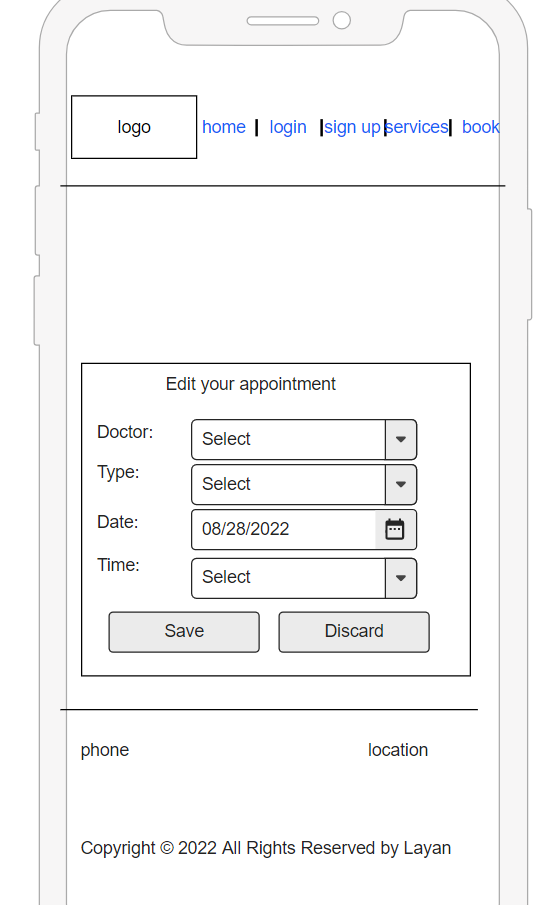 logo home | login | sign up | services | book
Edit your appointment
Doctor: Select
Type: Select
Date: 08/28/2022
Time: Select
Save Discard
phone location
Copyright © 2022 All Rights Reserved by Layan